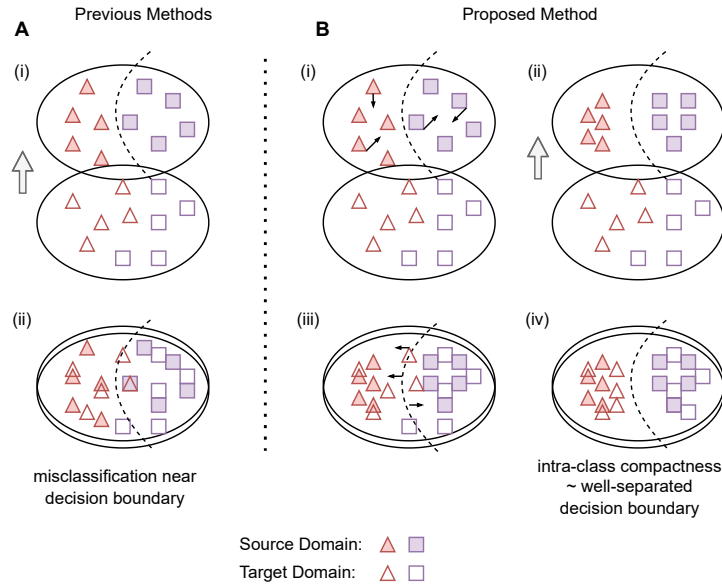 Previous Methods
Proposed Method
A
B
(i)
(i)
(ii)
(ii)
(iii)
(iv)
misclassification near
decision boundary
intra-class compactness
~ well-separated
decision boundary
Source Domain:
Target Domain: